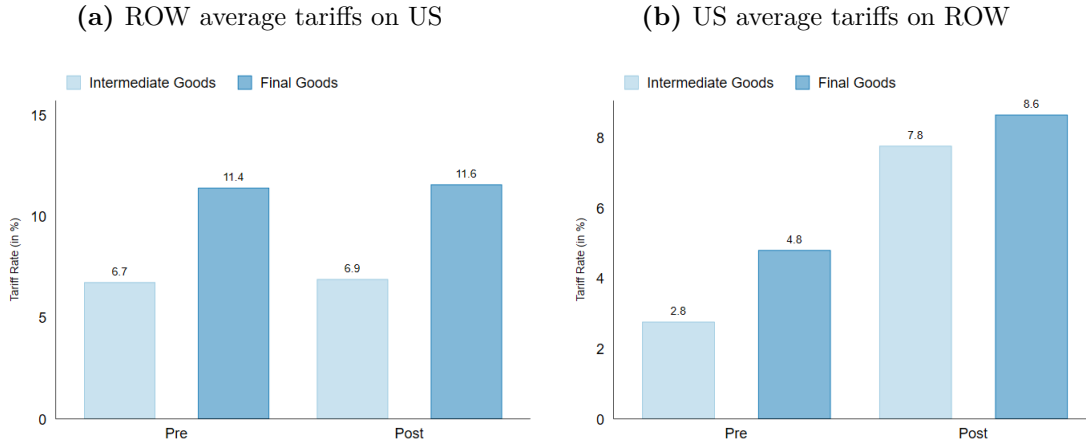 (a) ROW average tariffs on US
Intermediate Goods Final Goods
Tariff Rate (in %)
15
10
5
0
6.7
11.4
6.9
11.6
Pre
Post
(b) US average tariffs on ROW
Intermediate Goods Final Goods
Tariff Rate (in %)
8
6
4
2
0
2.8
4.8
7.8
8.6
Pre
Post